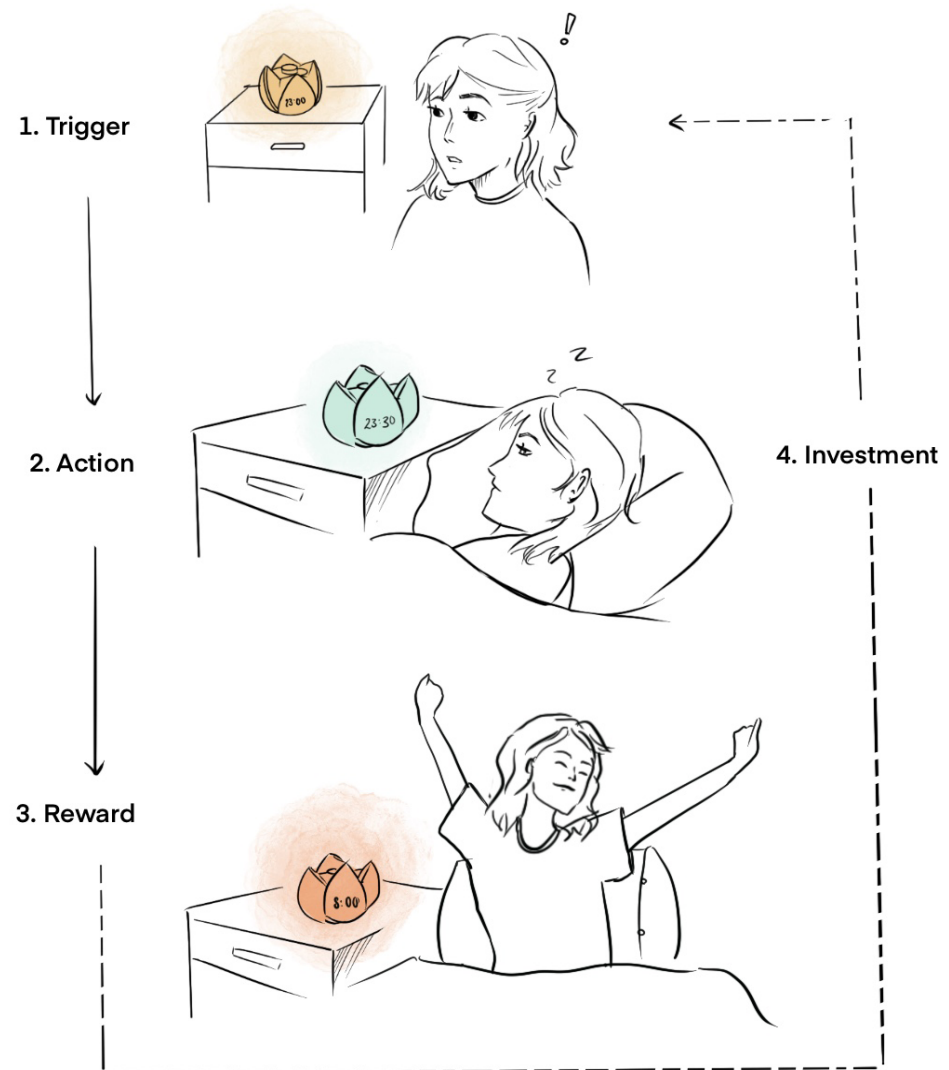 !
1. Trigger
23:00
z
z
23:30
2. Action
4. Investment
3. Reward
8:00